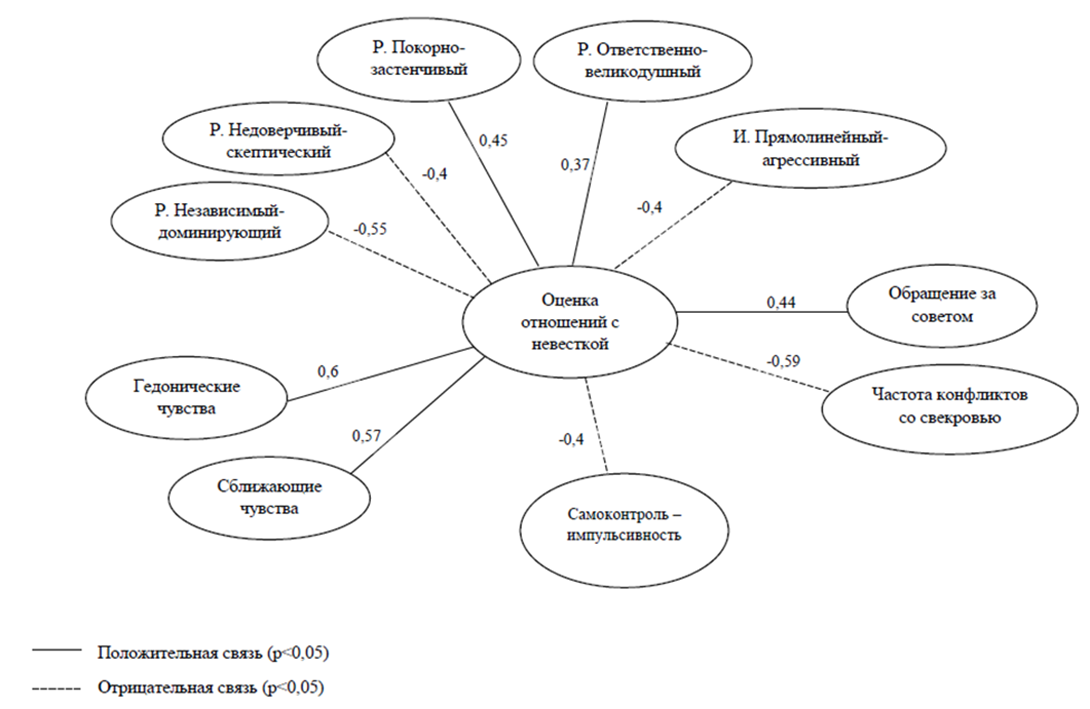 Р. Покорно-
застенчивый
Р. Ответственно-
великодушный
Р. Недоверчивый-
скептический
И. Прямолинейный-
агрессивный
0,45
0,37
-0,4
-0,4
Р. Независимый-
доминирующий
-0,55
Оценка
отношений с
невесткой
0,44
Обращение за
советом
-0,59
Частота конфликтов
со свекровью
Гедонические
чувства
0,6
0,57
Сближающие
чувства
-0,4
Самоконтроль –
импульсивность
Положительная связь (p<0,05)
Отрицательная связь (p<0,05)